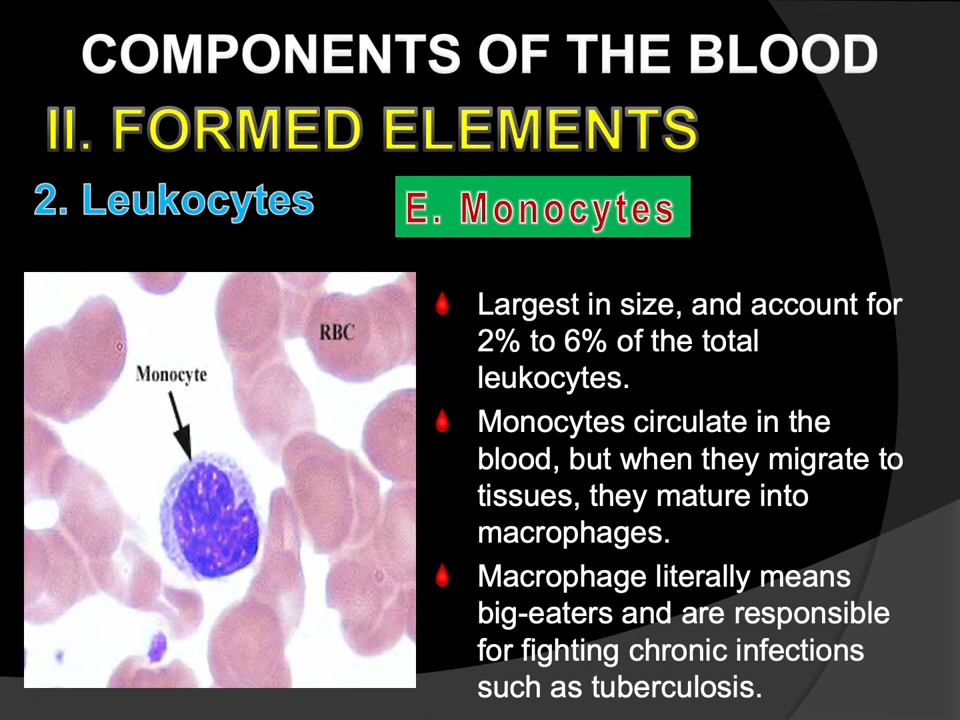 COMPONENTS OF THE BLOOD
II. FORMED ELEMENTS
2. Leukocytes
E. Monocytes
RBC
Monocyte
Largest in size, and account for
2% to 6% of the total
leukocytes.
Monocytes circulate in the
blood, but when they migrate to
tissues, they mature into
macrophages.
Macrophage literally means
big-eaters and are responsible
for fighting chronic infections
such as tuberculosis.